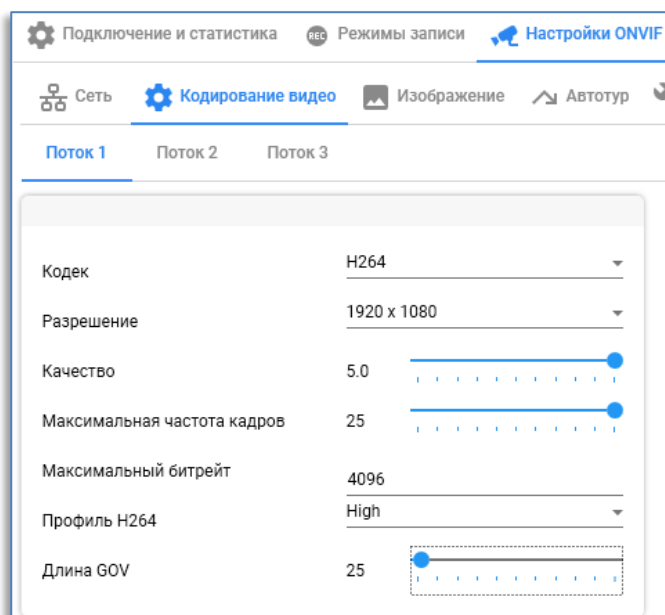 Подключение и статистика REC Режимы записи Настройки ONVIF
Сеть Кодирование видео Изображение Автотур
Поток 1 Поток 2 Поток 3
Кодек H264
Разрешение 1920 x 1080
Качество 5.0
Максимальная частота кадров 25
Максимальный битрейт 4096
Профиль H264 High
Длина GOV 25